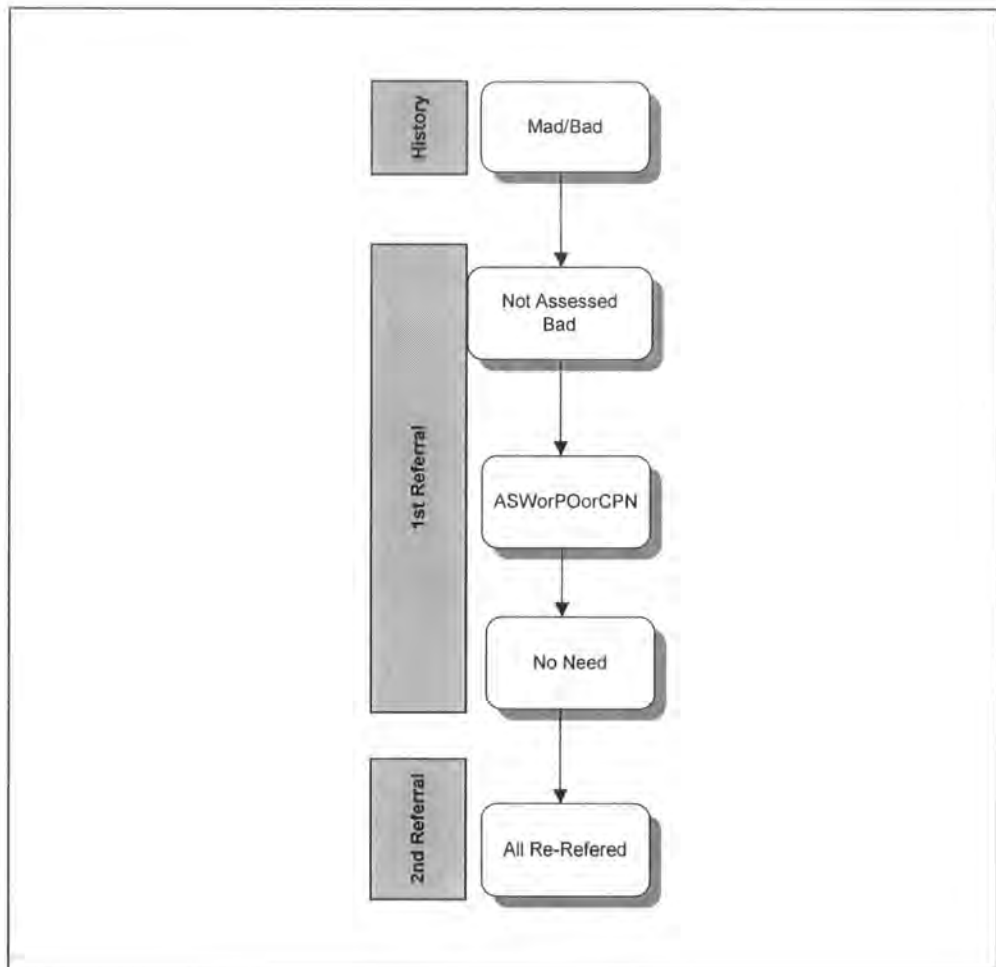 History
Mad/Bad
1st Referral
Not Assessed
Bad
ASWorPOorCPN
No Need
2nd Referral
All Re-Refered